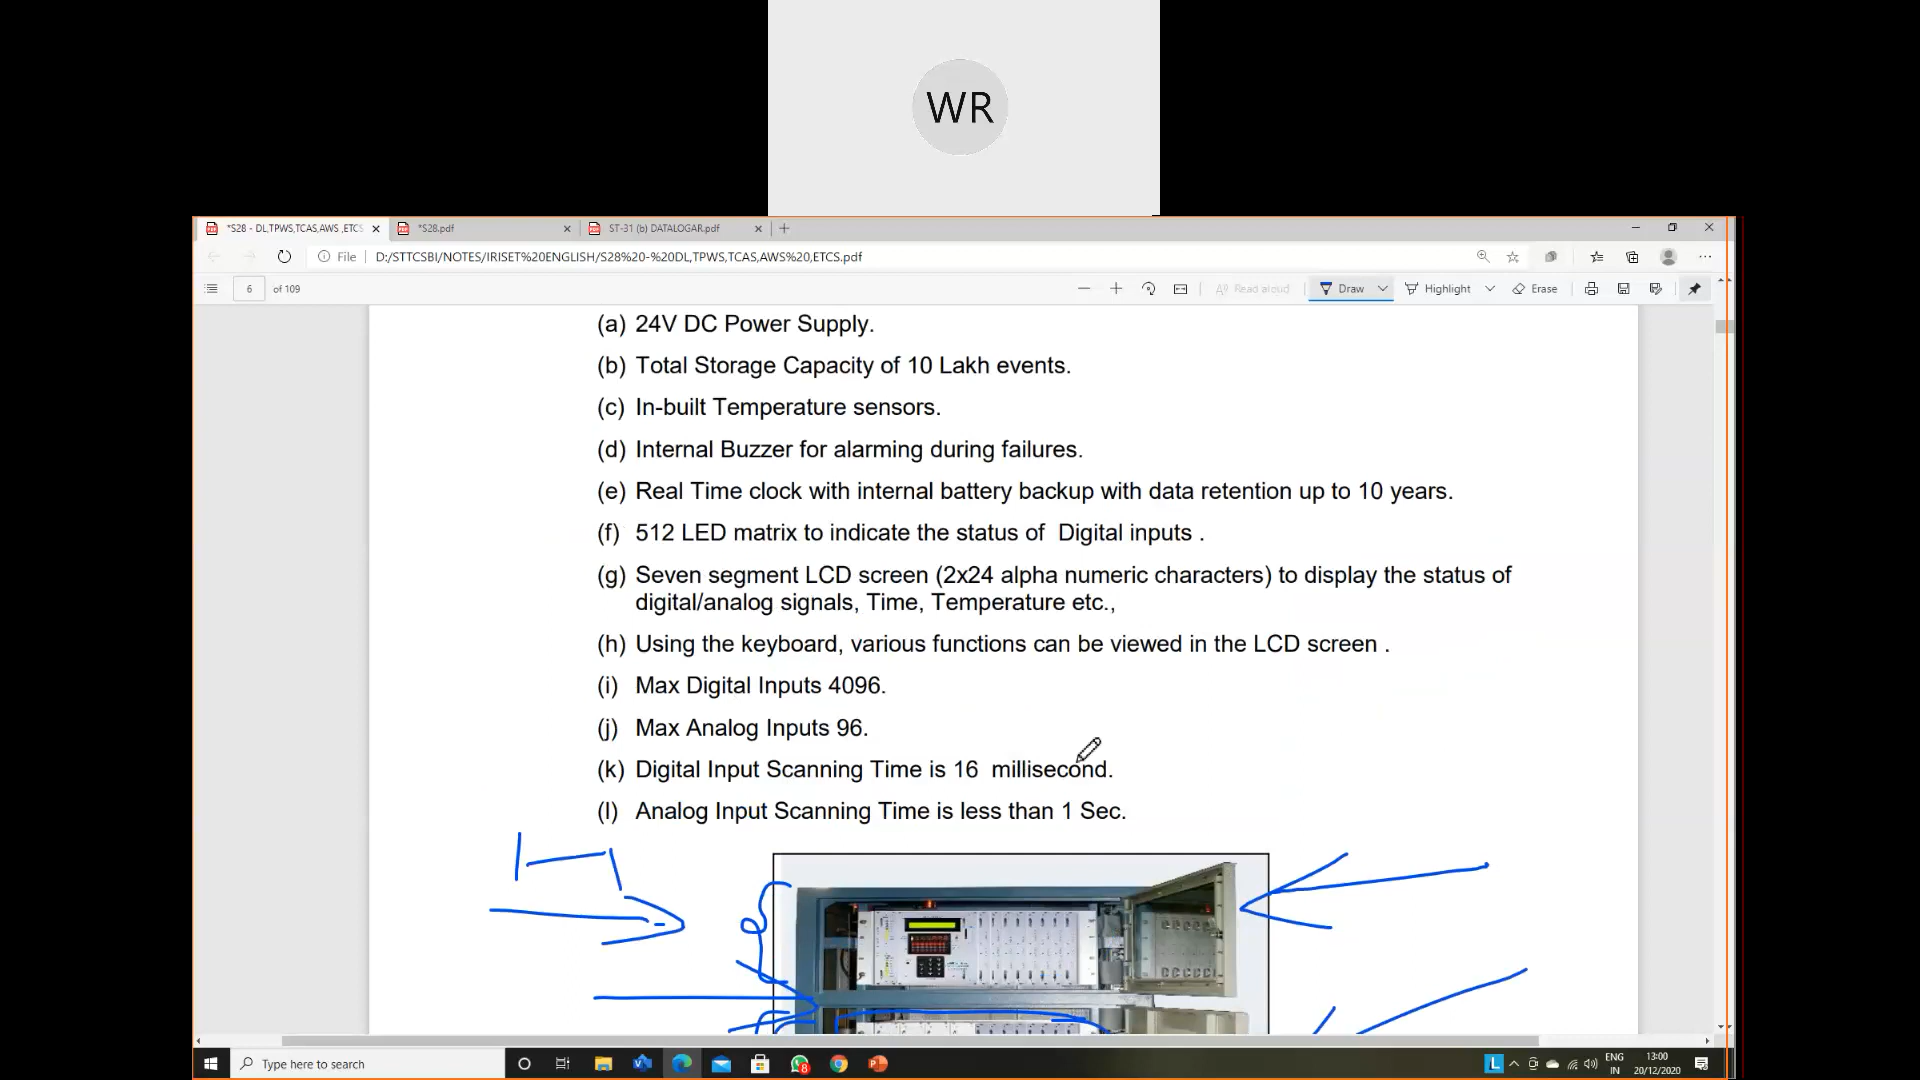 WR
*S28 - DL,TPWS,TCAS,AWS ,ETCS
*S28.pdf
ST-31 (b) DATALOGAR.pdf
File
D:/STTCSBI/NOTES/IRISET%20ENGLISH/S28%20-%20DL,TPWS,TCAS,AWS%20,ETCS.pdf
6 of 109
Read aloud
Draw
Highlight
Erase
(a) 24V DC Power Supply.
(b) Total Storage Capacity of 10 Lakh events.
(c) In-built Temperature sensors.
(d) Internal Buzzer for alarming during failures.
(e) Real Time clock with internal battery backup with data retention up to 10 years.
(f) 512 LED matrix to indicate the status of Digital inputs .
(g) Seven segment LCD screen (2x24 alpha numeric characters) to display the status of
digital/analog signals, Time, Temperature etc.,
(h) Using the keyboard, various functions can be viewed in the LCD screen .
(i) Max Digital Inputs 4096.
(j) Max Analog Inputs 96.
(k) Digital Input Scanning Time is 16 millisecond.
(l) Analog Input Scanning Time is less than 1 Sec.
Type here to search
8
L
ENG
IN
13:00
20/12/2020